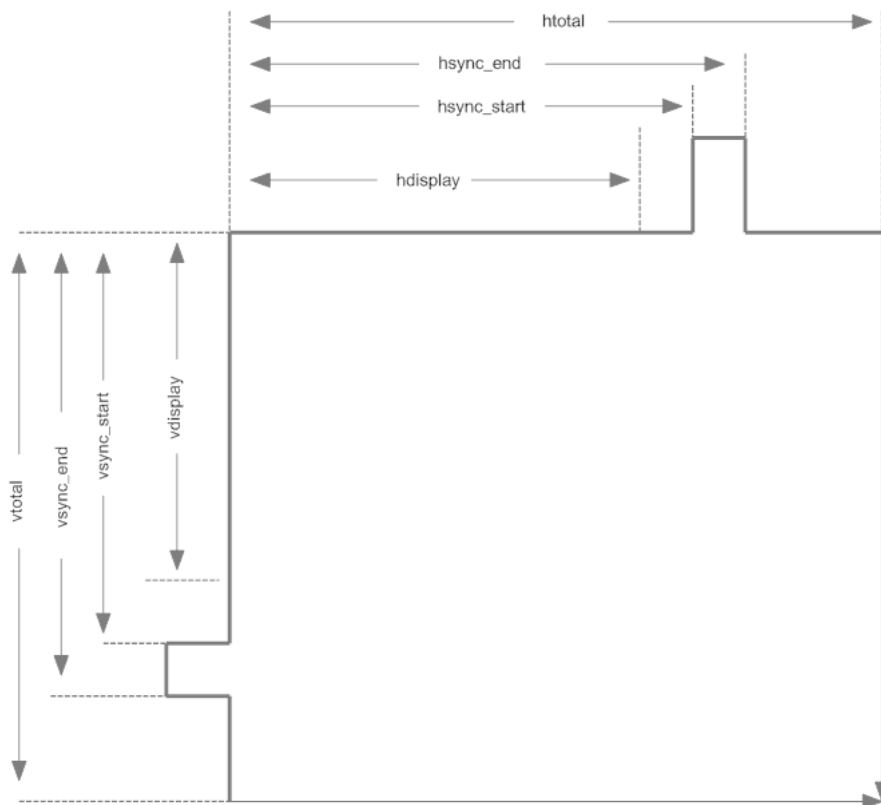 htotal
hsync_end
hsync_start
hdisplay
vdisplay
vsync_start
vsync_end
vtotal